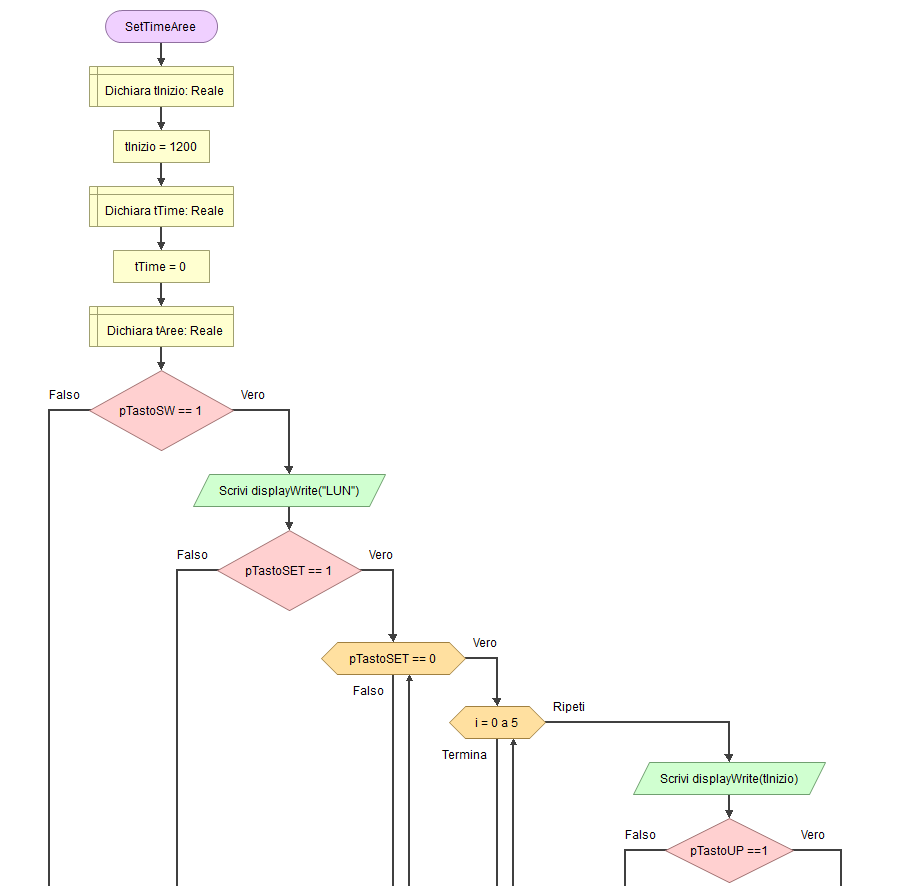 SetTimeAree
Dichiara tInizio: Reale
tInizio = 1200
Dichiara tTime: Reale
tTime = 0
Dichiara tAree: Reale
Falso
Vero
pTastoSW == 1
Scrivi displayWrite("LUN")
Falso
Vero
pTastoSET == 1
Vero
pTastoSET == 0
Falso
Ripeti
i = 0 a 5
Termina
Scrivi displayWrite(tInizio)
Falso
Vero
pTastoUP ==1